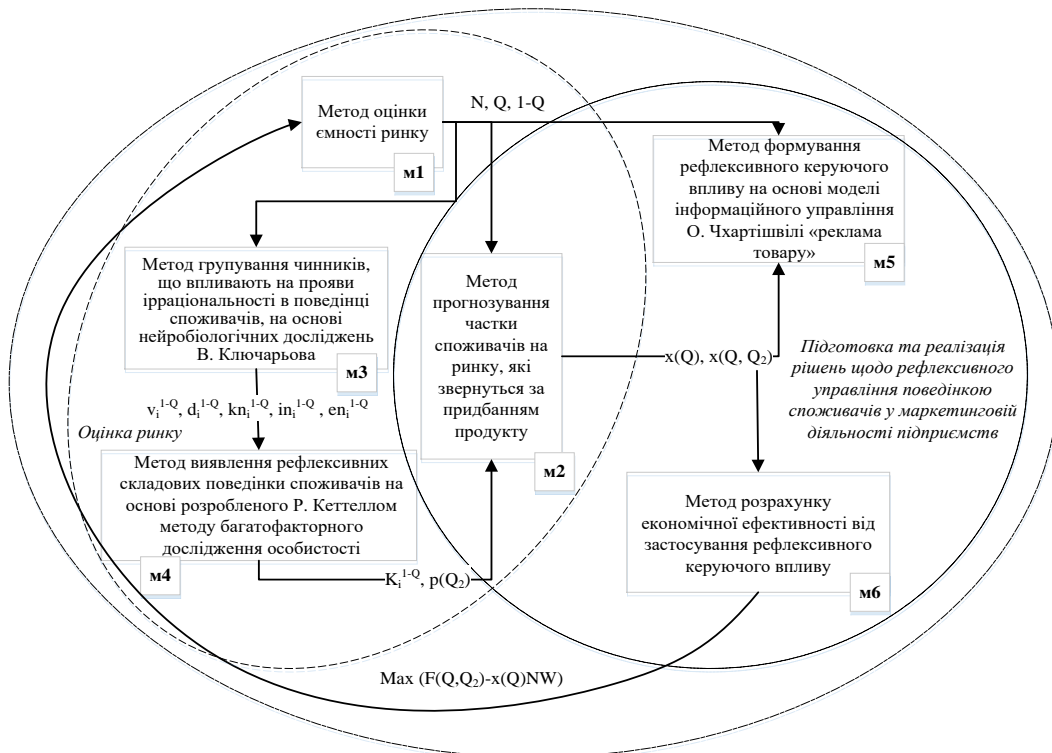 Метод оцінки
ємності ринку
м1
N, Q, 1-Q
Метод формування
рефлексивного керуючого
впливу на основі моделі
інформаційного управління
О. Чхартішвілі «реклама
товару»
м5
Метод групування чинників,
що впливають на прояви
ірраціональності в поведінці
споживачів, на основі
нейробіологічних досліджень
В. Ключарьова
м3
Метод
прогнозування
частки
споживачів на
ринку, які
звернуться за
придбанням
продукту
м2
x(Q), x(Q, Q₂)
Підготовка та реалізація
рішень щодо рефлексивного
управління поведінкою
споживачів у маркетинговій
діяльності підприємств
vᵢ¹⁻Q, dᵢ¹⁻Q, knᵢ¹⁻Q, inᵢ¹⁻Q , enᵢ¹⁻Q
Оцінка ринку
Метод виявлення рефлексивних
складових поведінки споживачів на
основі розробленого Р. Кеттеллом
методу багатофакторного
дослідження особистості
м4
Kᵢ¹⁻Q, p(Q₂)
Метод розрахунку
економічної ефективності від
застосування рефлексивного
керуючого впливу
м6
Max (F(Q,Q₂)-x(Q)NW)